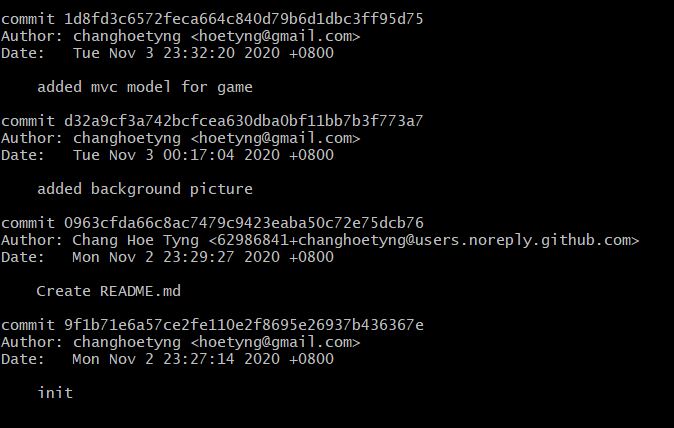 commit 1d8fd3c6572feca664c840d79b6d1dbc3ff95d75
Author: changhoetyng <hoetyng@gmail.com>
Date:   Tue Nov 3 23:32:20 2020 +0800
    added mvc model for game
commit d32a9cf3a742bcfcea630dba0bf11bb7b3f773a7
Author: changhoetyng <hoetyng@gmail.com>
Date:   Tue Nov 3 00:17:04 2020 +0800
    added background picture
commit 0963cfda66c8ac7479c9423eaba50c72e75dcb76
Author: Chang Hoe Tyng <62986841+changhoetyng@users.noreply.github.com>
Date:   Mon Nov 2 23:29:27 2020 +0800
    Create README.md
commit 9f1b71e6a57ce2fe110e2f8695e26937b436367e
Author: changhoetyng <hoetyng@gmail.com>
Date:   Mon Nov 2 23:27:14 2020 +0800
    init